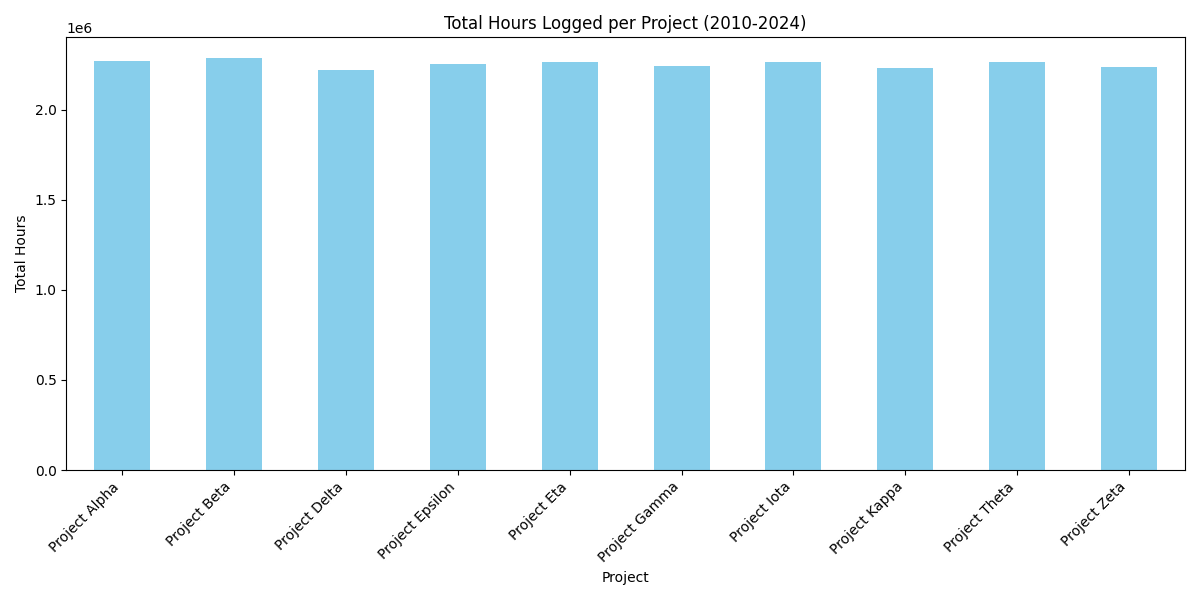 Total Hours Logged per Project (2010-2024)
1e6
2.0
1.5
1.0
0.5
0.0
Total Hours
Project Alpha
Project Beta
Project Delta
Project Epsilon
Project Eta
Project Gamma
Project Iota
Project Kappa
Project Theta
Project Zeta
Project